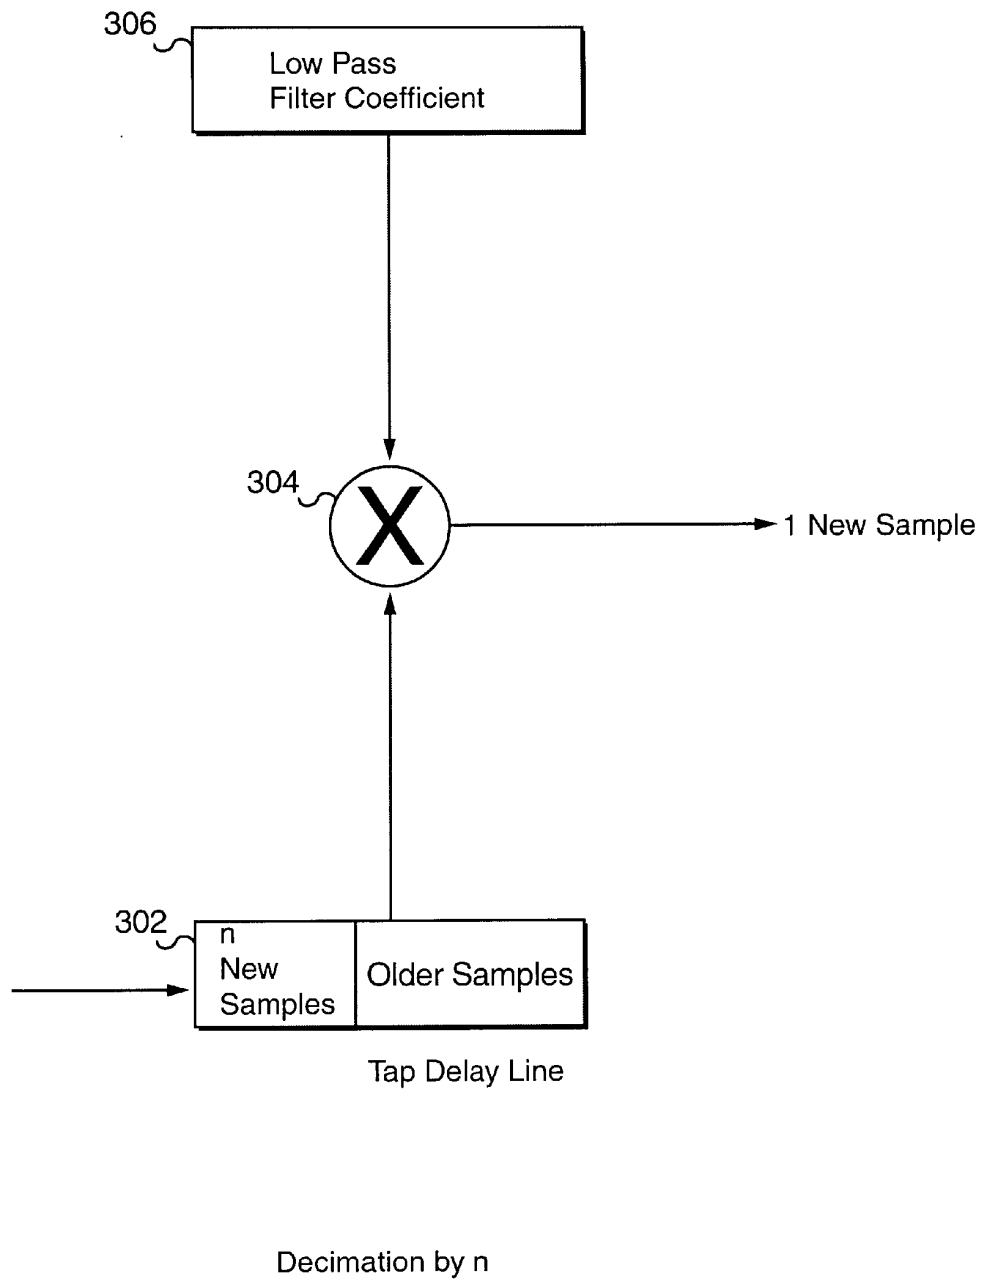 306
Low Pass
Filter Coefficient
304
X
1 New Sample
302
n
New
Samples
Older Samples
Tap Delay Line
Decimation by n